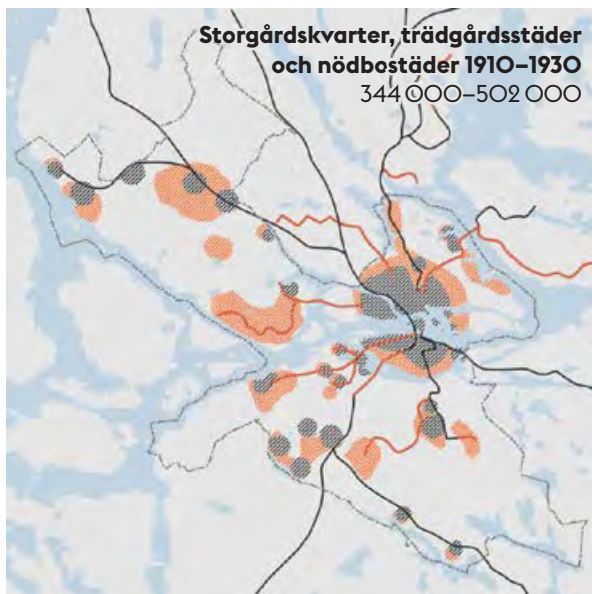 Storgårdskvarter, trädgårdsstäder
och nödbostäder 1910–1930
344 000–502 000